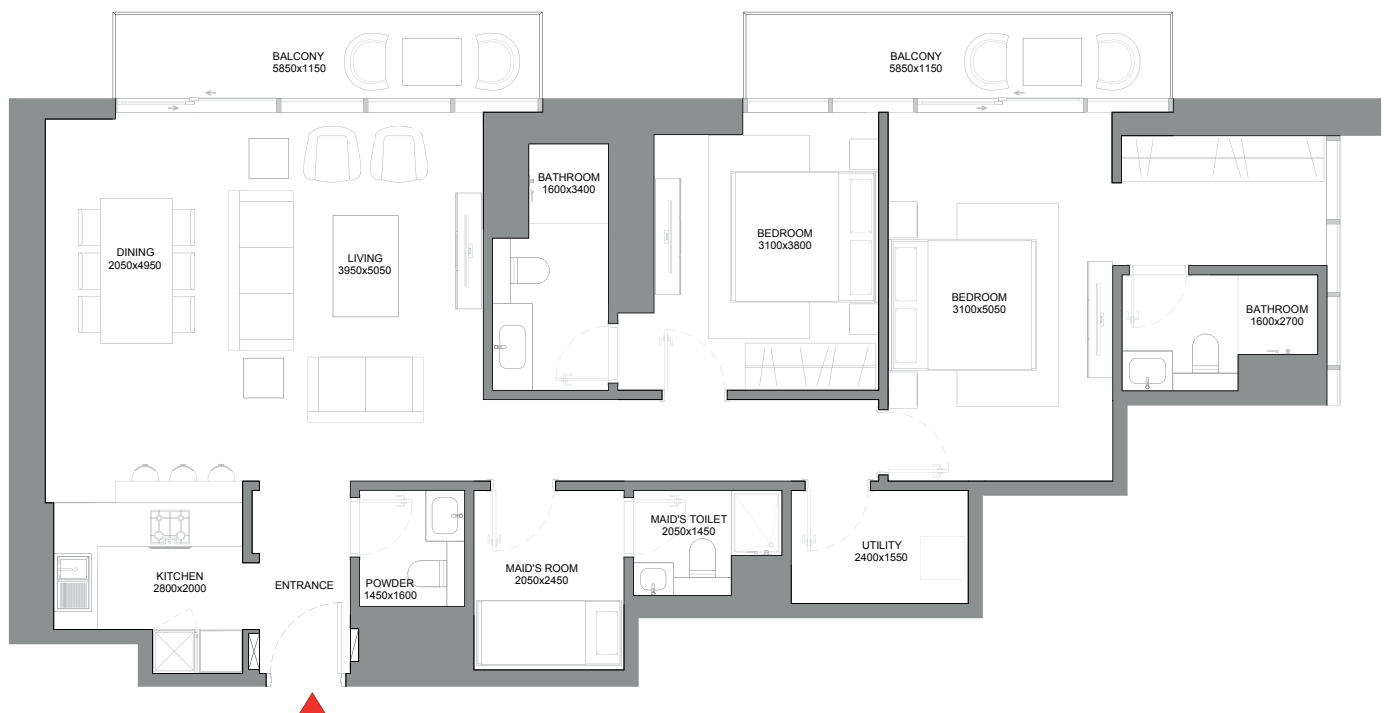 BALCONY
5850x1150
BALCONY
5850x1150
BATHROOM
1600x3400
DINING
2050x4950
LIVING
3950x5050
BEDROOM
3100x3800
BEDROOM
3100x5050
BATHROOM
1600x2700
KITCHEN
2800x2000
ENTRANCE
POWDER
1450x1600
MAID'S ROOM
2050x2450
MAID'S TOILET
2050x1450
UTILITY
2400x1550